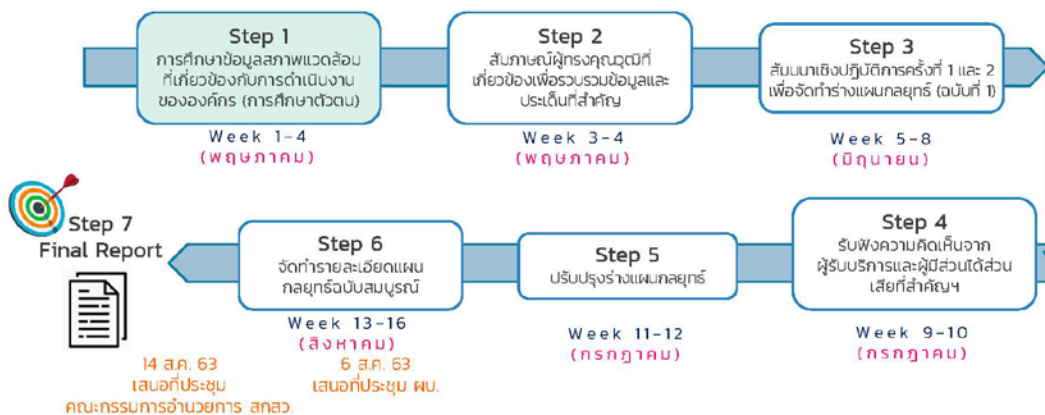 Step 1
การศึกษาข้อมูลสภาพแวดล้อม
ที่เกี่ยวข้องกับการดำเนินงาน
ขององค์กร (การศึกษาตัวตน)
Week 1-4
(พฤษภาคม)
Step 2
สัมภาษณ์ผู้ทรงคุณวุฒิที่
เกี่ยวข้องเพื่อรวบรวมข้อมูลและ
ประเด็นที่สำคัญ
Week 3-4
(พฤษภาคม)
Step 3
สัมมนาเชิงปฏิบัติการครั้งที่ 1 และ 2
เพื่อจัดทำร่างแผนกลยุทธ์ (ฉบับที่ 1)
Week 5-8
(มิถุนายน)
Step 4
รับฟังความคิดเห็นจาก
ผู้รับบริการและผู้มีส่วนได้ส่วน
เสียที่สำคัญฯ
Week 9-10
(กรกฎาคม)
Step 5
ปรับปรุงร่างแผนกลยุทธ์
Week 11-12
(กรกฎาคม)
Step 6
จัดทำรายละเอียดแผน
กลยุทธ์ฉบับสมบูรณ์
Week 13-16
(สิงหาคม)
6 ส.ค. 63
เสนอที่ประชุม ผบ.
Step 7
Final Report
14 ส.ค. 63
เสนอที่ประชุม
คณะกรรมการอำนวยการ สกสว.